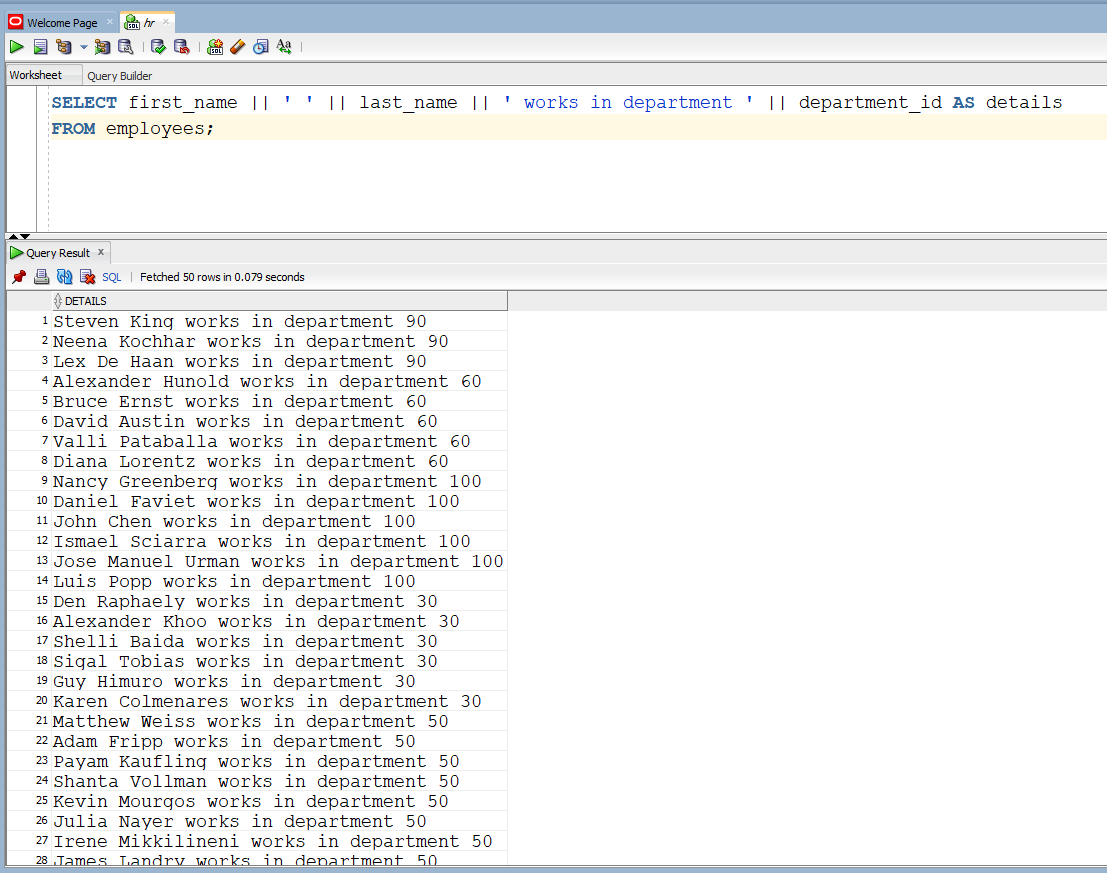 Welcome Page ×
hr ×
Worksheet Query Builder
SELECT first_name || ' ' || last_name || ' works in department ' || department_id AS details
FROM employees;
Query Result ×
SQL | Fetched 50 rows in 0.079 seconds
DETAILS
1 Steven King works in department 90
2 Neena Kochhar works in department 90
3 Lex De Haan works in department 90
4 Alexander Hunold works in department 60
5 Bruce Ernst works in department 60
6 David Austin works in department 60
7 Valli Pataballa works in department 60
8 Diana Lorentz works in department 60
9 Nancy Greenberg works in department 100
10 Daniel Faviet works in department 100
11 John Chen works in department 100
12 Ismael Sciarra works in department 100
13 Jose Manuel Urman works in department 100
14 Luis Popp works in department 100
15 Den Raphaely works in department 30
16 Alexander Khoo works in department 30
17 Shelli Baida works in department 30
18 Sigal Tobias works in department 30
19 Guy Himuro works in department 30
20 Karen Colmenares works in department 30
21 Matthew Weiss works in department 50
22 Adam Fripp works in department 50
23 Payam Kaufling works in department 50
24 Shanta Vollman works in department 50
25 Kevin Mourgos works in department 50
26 Julia Nayer works in department 50
27 Irene Mikkilineni works in department 50
28 James Landry works in department 50